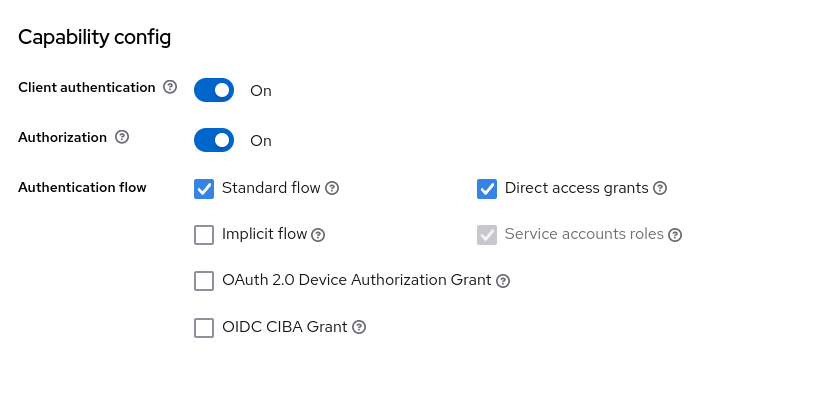 Capability config
Client authentication ? On
Authorization ? On
Authentication flow Standard flow ? Direct access grants ?
Implicit flow ? Service accounts roles ?
OAuth 2.0 Device Authorization Grant ?
OIDC CIBA Grant ?